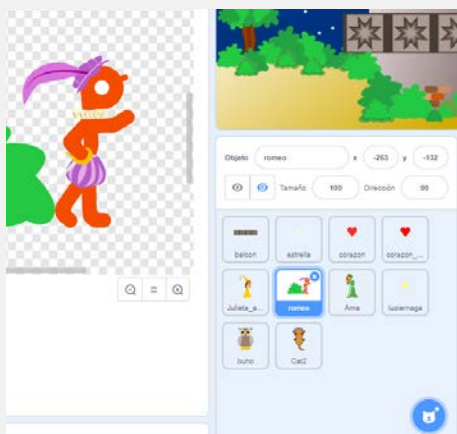 Objeto romeo x -263 y -132
Tamaño 100 Dirección 90
balcon estrella corazon corazon_...
Julieta_a... romeo Ama luciernaga
buho Cat2